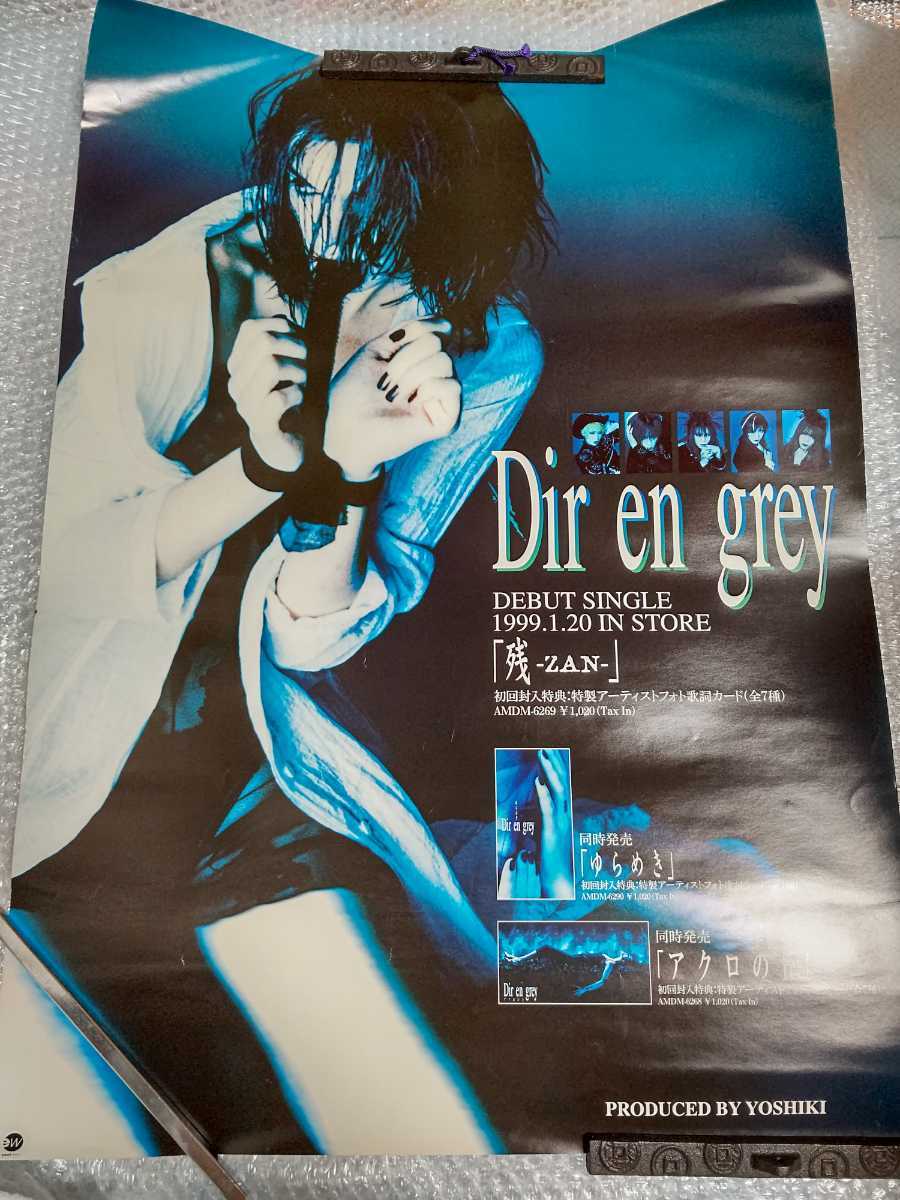 Dir en grey
DEBUT SINGLE
1999.1.20 IN STORE
「残-ZAN-」
初回封入特典:特製アーティストフォト歌詞カード(全7種)
AMDM-6269 ¥1,020(Tax In)
Dir en grey
同時発売
「ゆらめき」
初回封入特典:特製アーティストフォト
AMDM-6290 ¥1,020(Tax In
同時発売
「アクロの
Dir en grey
初回封入特典:特製アーティスト
AMDM-6268 ¥1,020(Tax In)
PRODUCED BY YOSHIKI